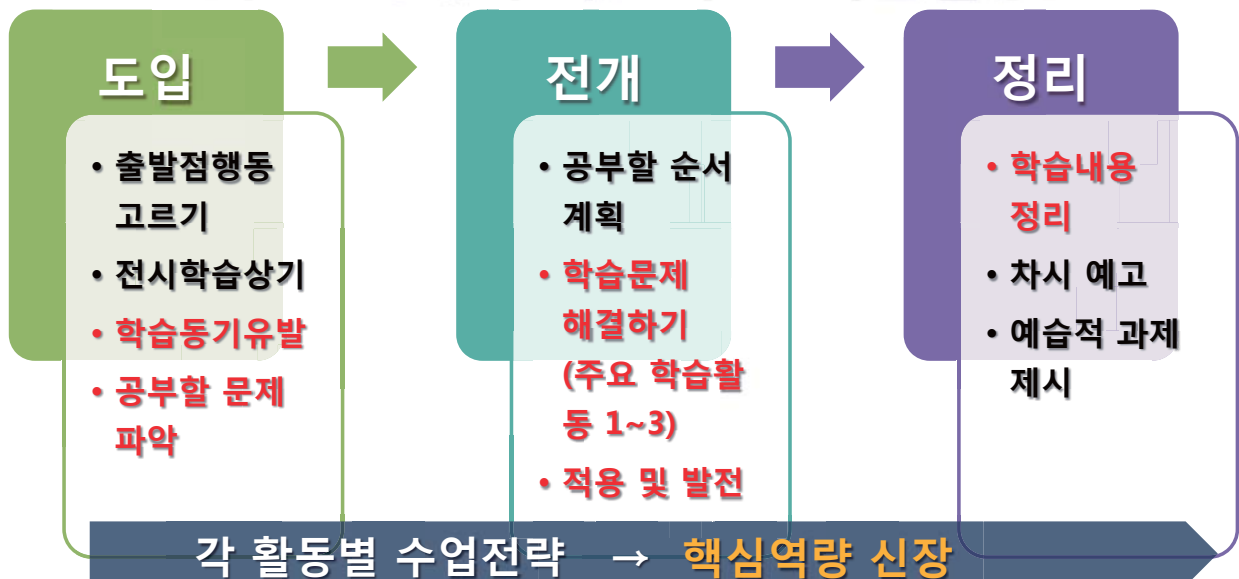 도입
• 출발점행동
고르기
• 전시학습상기
• 학습동기유발
• 공부할 문제
파악
전개
• 공부할 순서
계획
• 학습문제
해결하기
(주요 학습활
동 1~3)
• 적용 및 발전
정리
• 학습내용
정리
• 차시 예고
• 예습적 과제
제시
각 활동별 수업전략 → 핵심역량 신장